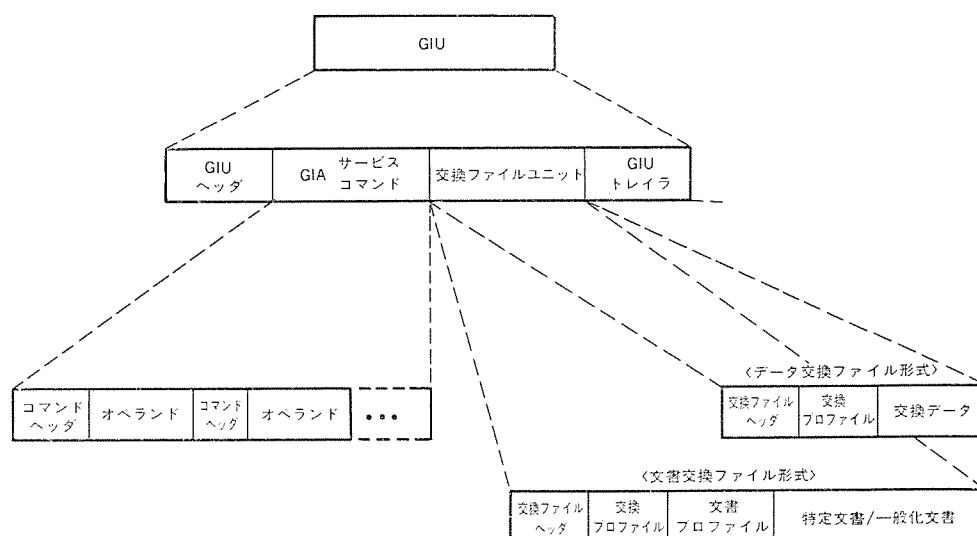 GIU
GIU
ヘッダ
GIA サービス
コマンド
交換ファイルユニット
GIU
トレイラ
〈データ交換ファイル形式〉
コマンド
ヘッダ
オペランド
コマンド
ヘッダ
オペランド
•••
交換ファイル
ヘッダ
交換
プロファイル
交換データ
〈文書交換ファイル形式〉
交換ファイル
ヘッダ
交換
プロファイル
文書
プロファイル
特定文書/一般化文書